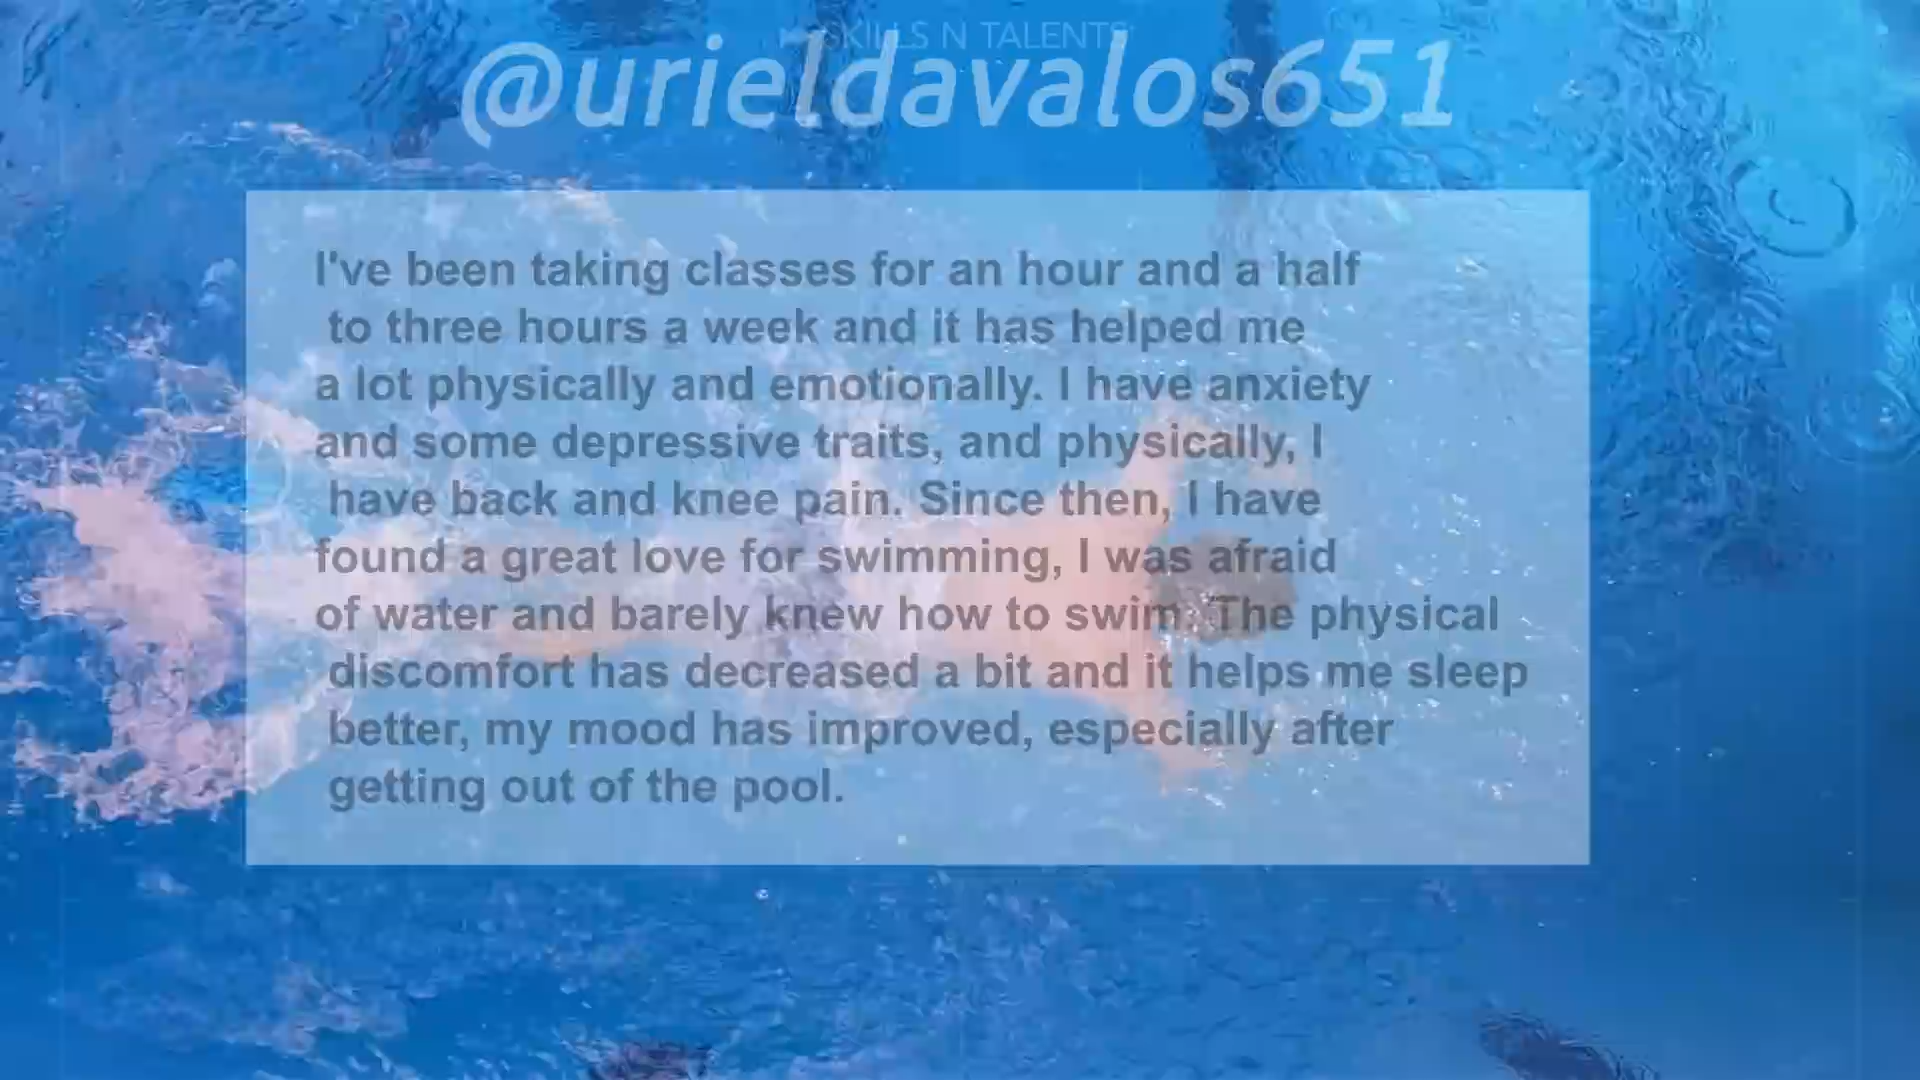 SKILLS N TALENTS
@urieldavalos651
I've been taking classes for an hour and a half
to three hours a week and it has helped me
a lot physically and emotionally. I have anxiety
and some depressive traits, and physically, I
have back and knee pain. Since then, I have
found a great love for swimming, I was afraid
of water and barely knew how to swim. The physical
discomfort has decreased a bit and it helps me sleep
better, my mood has improved, especially after
getting out of the pool.